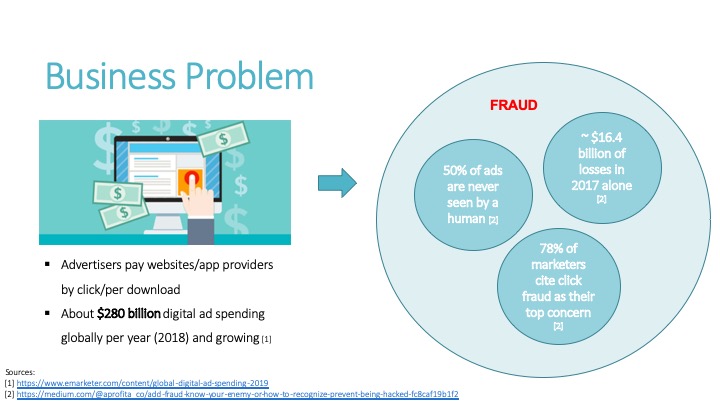 Business Problem
FRAUD
50% of ads
are never
seen by a
human [2]
~ $16.4
billion of
losses in
2017 alone
[2]
78% of
marketers
cite click
fraud as their
top concern
[2]
▪ Advertisers pay websites/app providers
by click/per download
▪ About $280 billion digital ad spending
globally per year (2018) and growing [1]
Sources:
[1] https://www.emarketer.com/content/global-digital-ad-spending-2019
[2] https://medium.com/@aprofita_co/add-fraud-know-your-enemy-or-how-to-recognize-prevent-being-hacked-fc8caf19b1f2